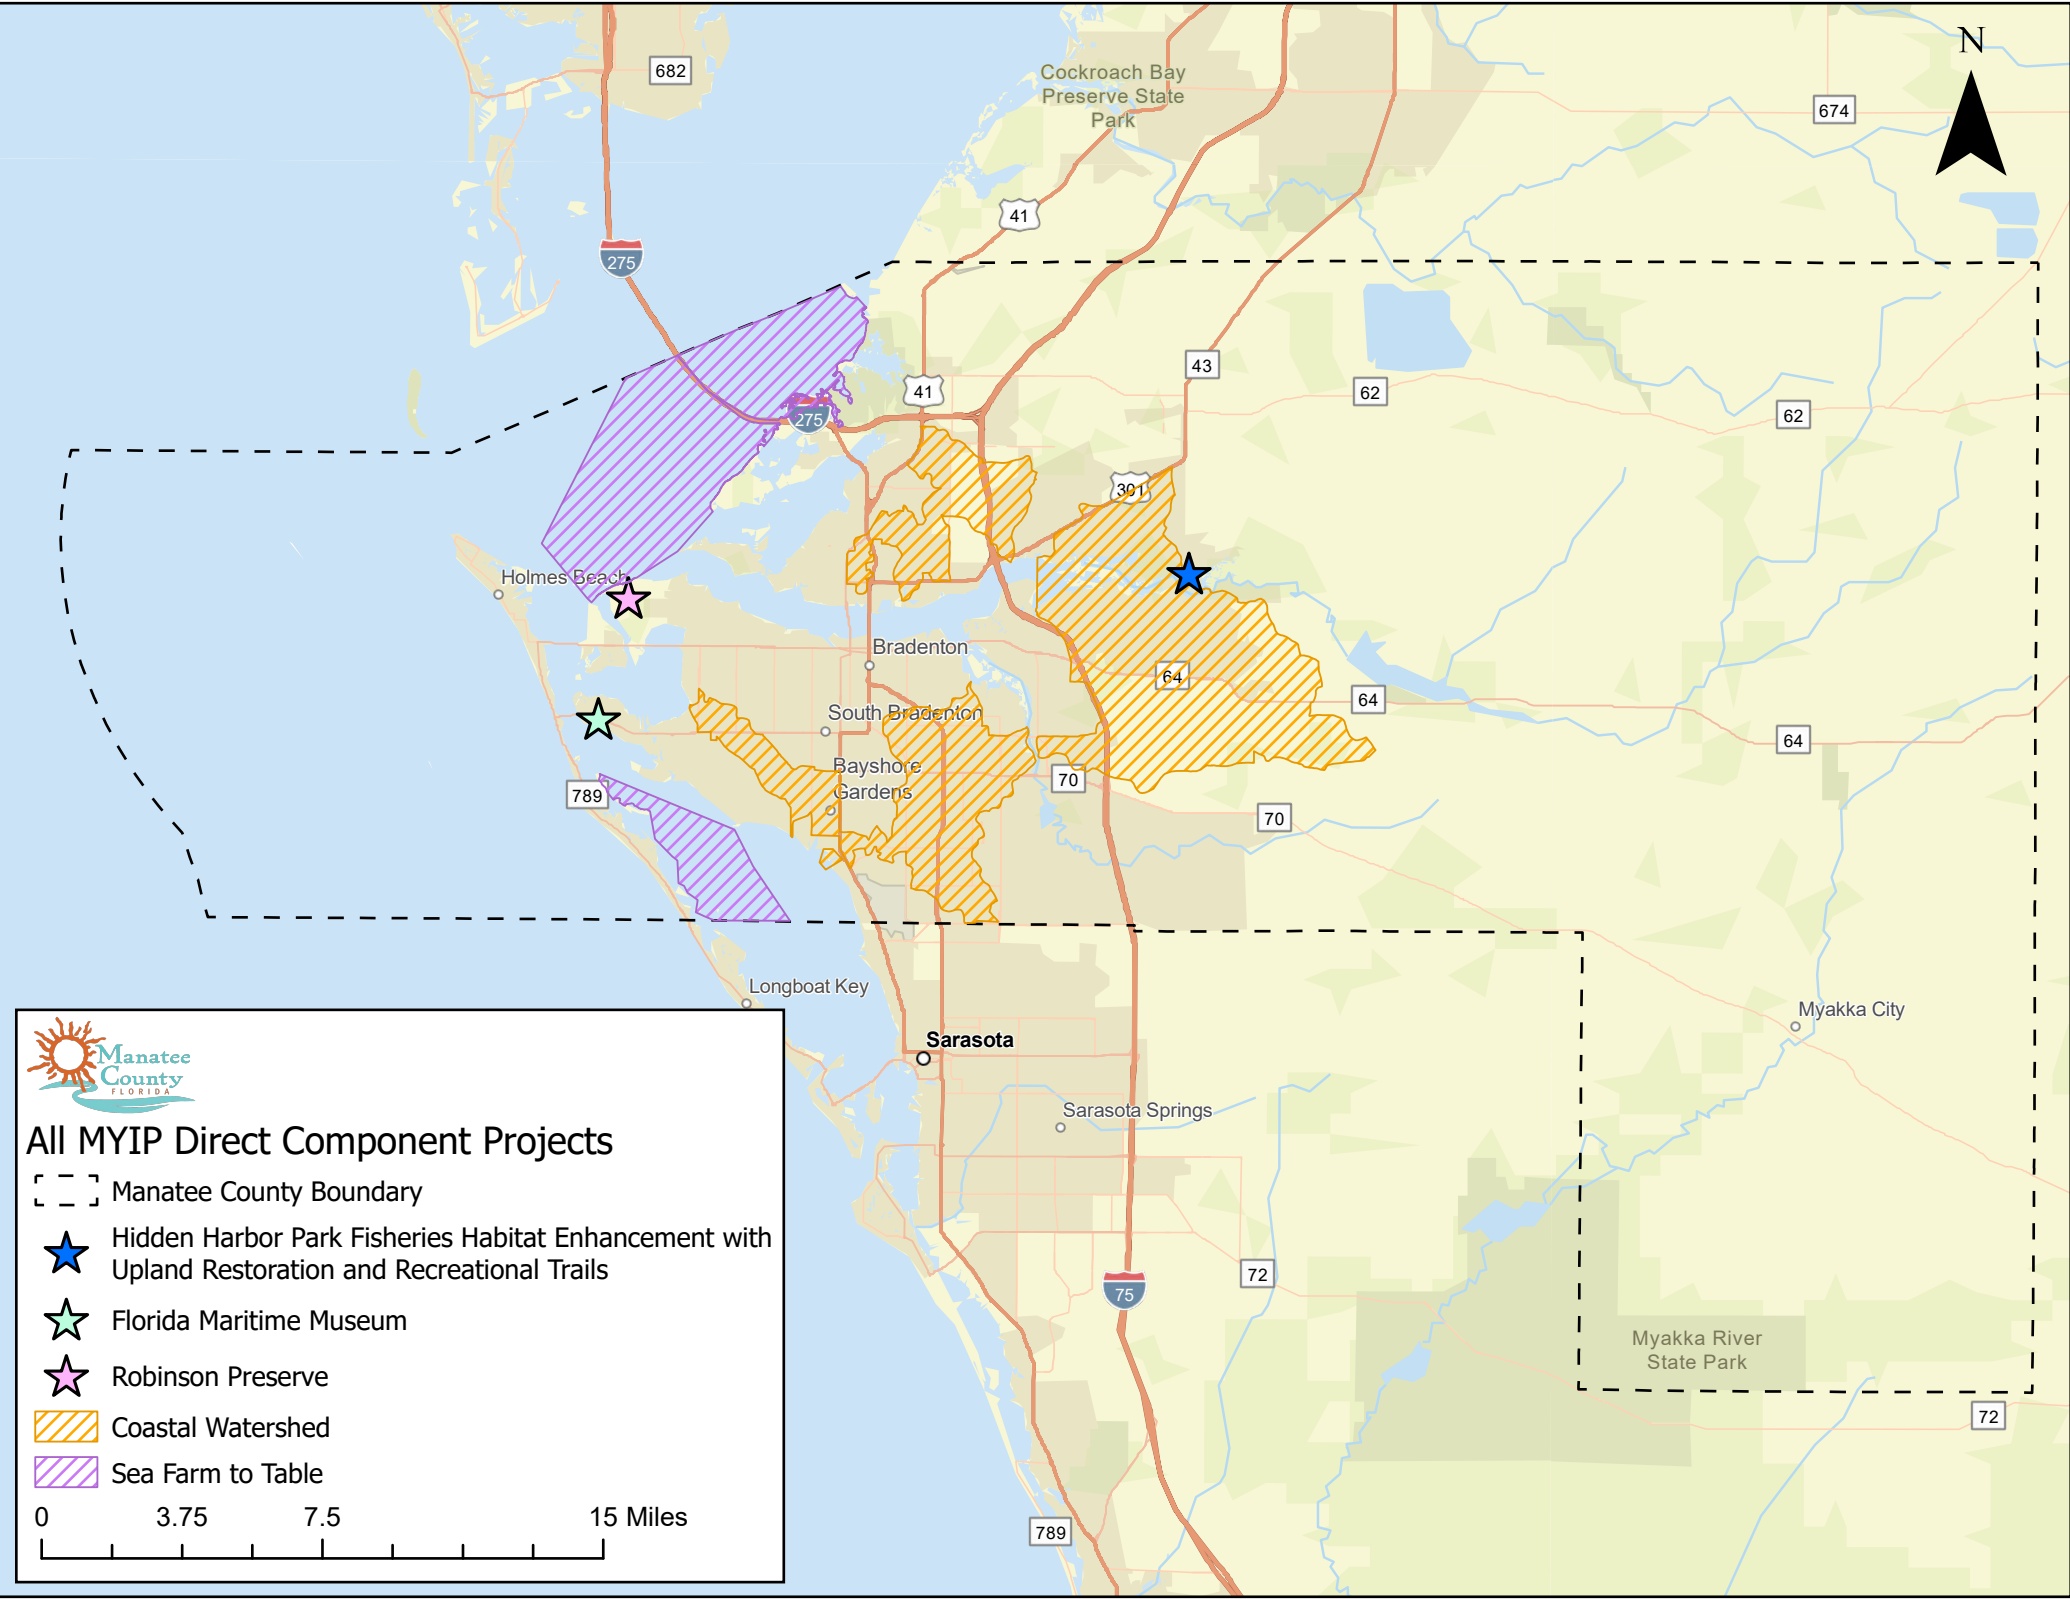 682
Cockroach Bay
Preserve State
Park
N
674
41
275
43
41
62
62
275
301
Holmes Beach
Bradenton
64
64
South Bradenton
64
Bayshore
Gardens
70
789
70
Longboat Key
Myakka City
Sarasota
Sarasota Springs
75
72
Myakka River
State Park
72
789
Manatee
County
FLORIDA
All MYIP Direct Component Projects
Manatee County Boundary
Hidden Harbor Park Fisheries Habitat Enhancement with
Upland Restoration and Recreational Trails
Florida Maritime Museum
Robinson Preserve
Coastal Watershed
Sea Farm to Table
0 3.75 7.5 15 Miles